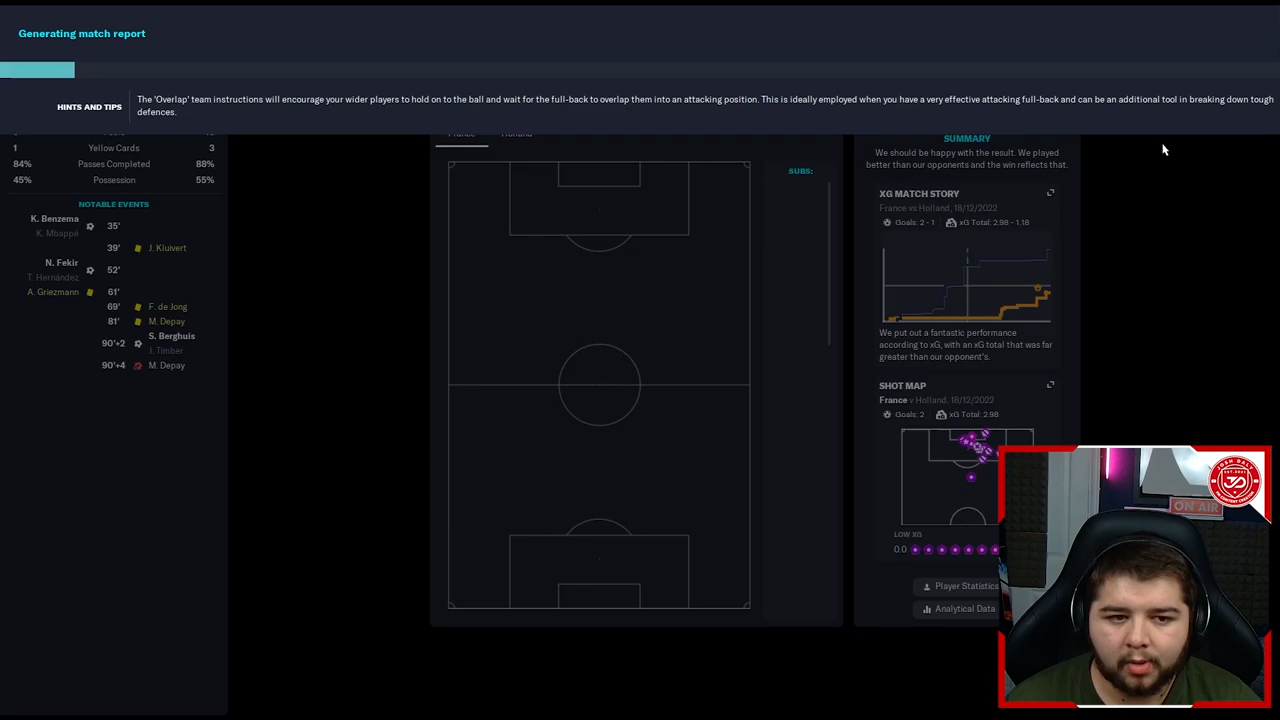 Generating match report
HINTS AND TIPS
The 'Overlap' team instructions will encourage your wider players to hold on to the ball and wait for the full-back to overlap them into an attacking position. This is ideally employed when you have a very effective attacking full-back and can be an additional tool in breaking down tough
defences.
1 Yellow Cards 3
84% Passes Completed 88%
45% Possession 55%
NOTABLE EVENTS
K. Benzema
K. Mbappé
35'
39' J. Kluivert
N. Fekir
T. Hernández
52'
A. Griezmann 61'
69' F. de Jong
81' M. Depay
90'+2
S. Berghuis
J. Timber
90'+4 M. Depay
SUBS:
SUMMARY
We should be happy with the result. We played
better than our opponents and the win reflects that.
XG MATCH STORY
France vs Holland, 18/12/2022
Goals: 2 - 1 xG Total: 2.98 - 1.18
We put out a fantastic performance
according to xG, with an xG total that was far
greater than our opponent's.
SHOT MAP
France v Holland, 18/12/2022
Goals: 2 xG Total: 2.98
LOW XG
0.0
Player Statistics
Analytical Data
JOSH DALY
JD
ON AIR